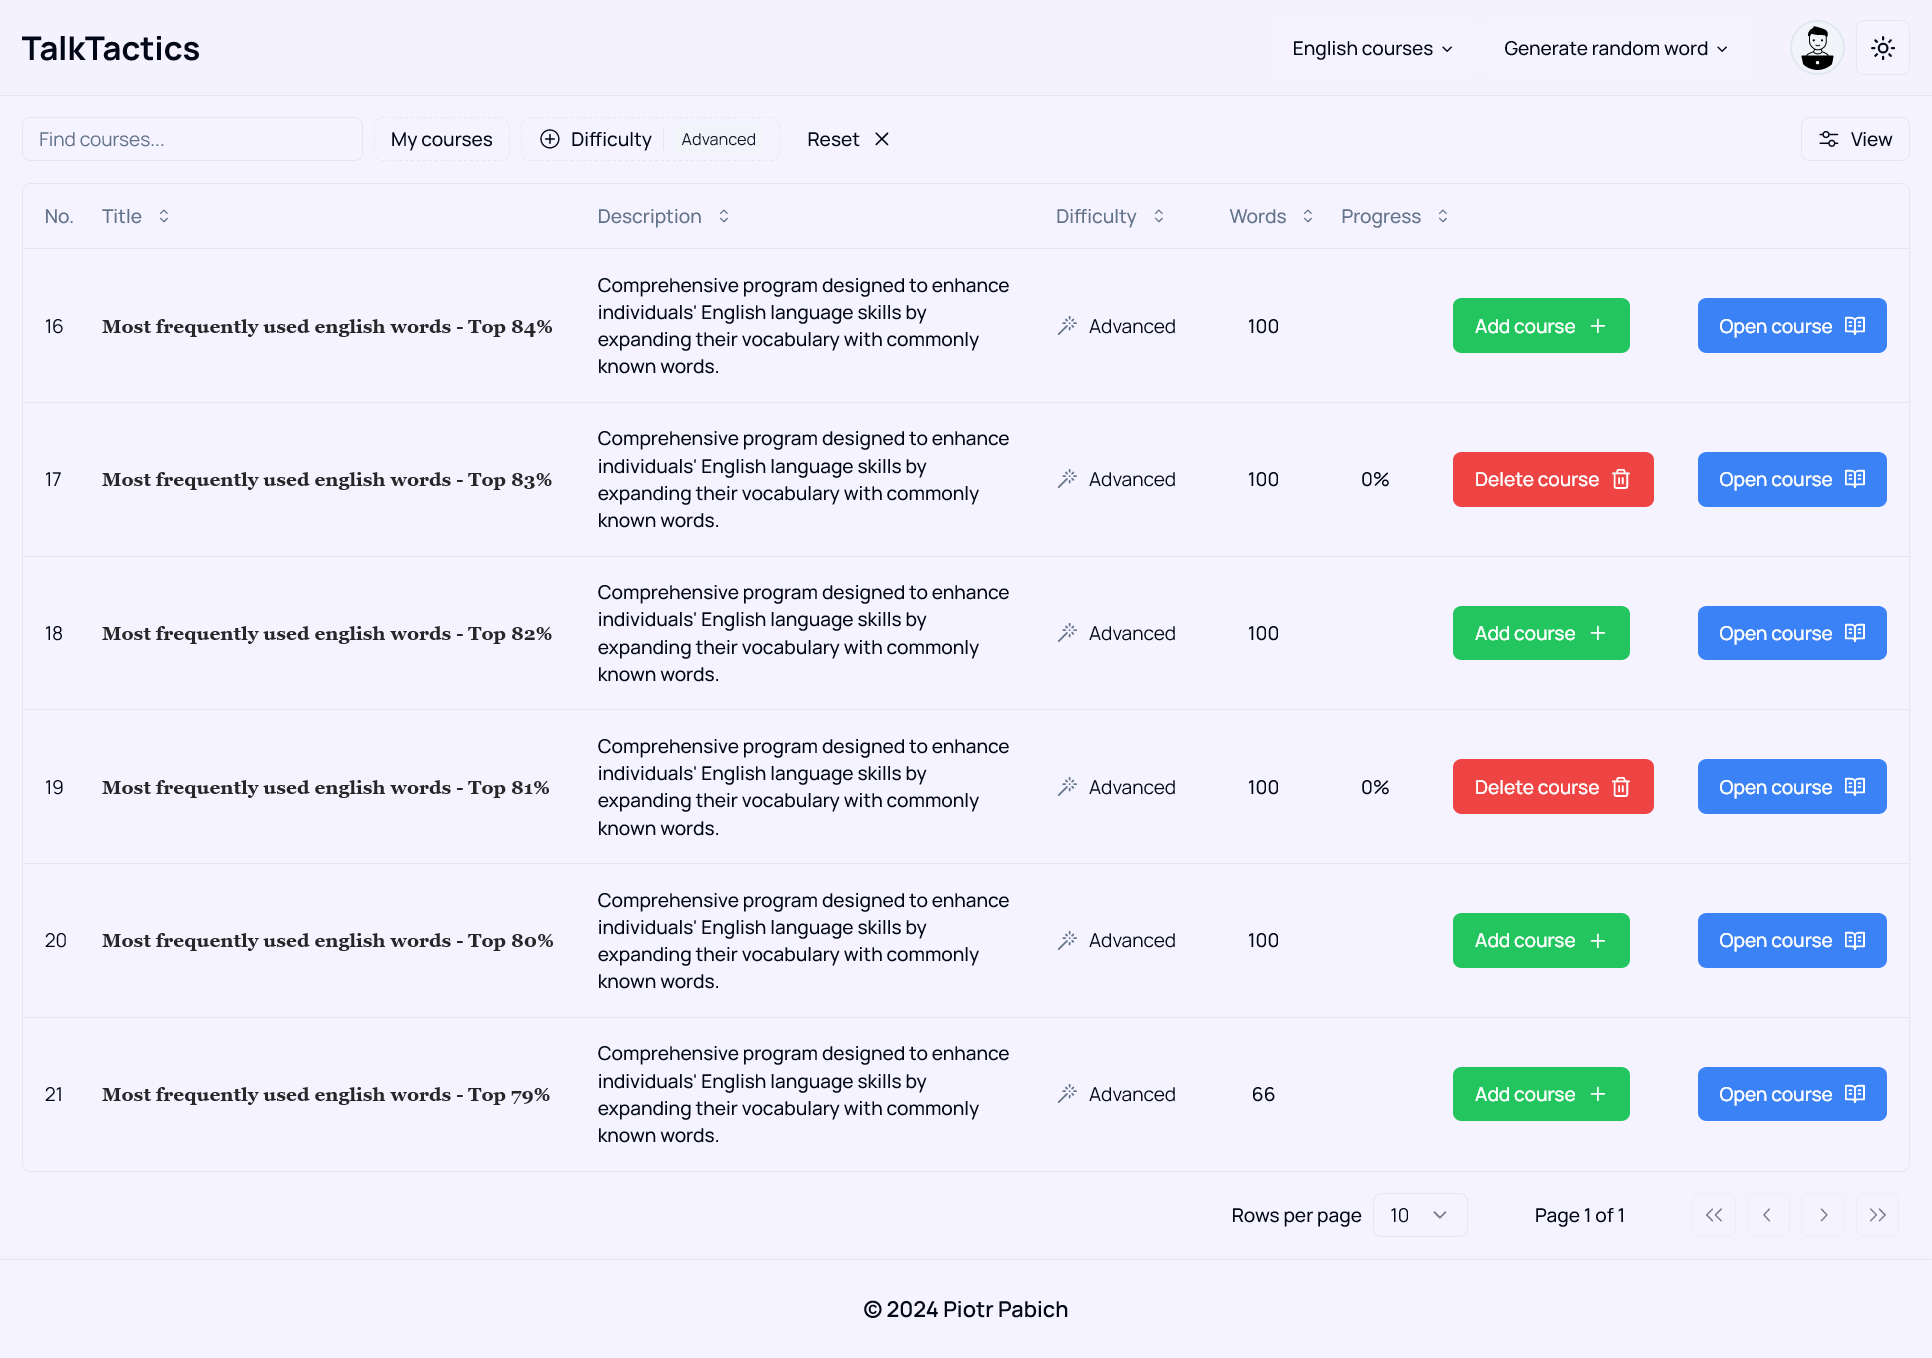 TalkTactics
English courses
Generate random word
Find courses...
My courses
Difficulty
Advanced
Reset
View
No.
Title
Description
Difficulty
Words
Progress
16
Most frequently used english words - Top 84%
Comprehensive program designed to enhance
individuals' English language skills by
expanding their vocabulary with commonly
known words.
Advanced
100
Add course
Open course
17
Most frequently used english words - Top 83%
Comprehensive program designed to enhance
individuals' English language skills by
expanding their vocabulary with commonly
known words.
Advanced
100
0%
Delete course
Open course
18
Most frequently used english words - Top 82%
Comprehensive program designed to enhance
individuals' English language skills by
expanding their vocabulary with commonly
known words.
Advanced
100
Add course
Open course
19
Most frequently used english words - Top 81%
Comprehensive program designed to enhance
individuals' English language skills by
expanding their vocabulary with commonly
known words.
Advanced
100
0%
Delete course
Open course
20
Most frequently used english words - Top 80%
Comprehensive program designed to enhance
individuals' English language skills by
expanding their vocabulary with commonly
known words.
Advanced
100
Add course
Open course
21
Most frequently used english words - Top 79%
Comprehensive program designed to enhance
individuals' English language skills by
expanding their vocabulary with commonly
known words.
Advanced
66
Add course
Open course
Rows per page
10
Page 1 of 1
© 2024 Piotr Pabich